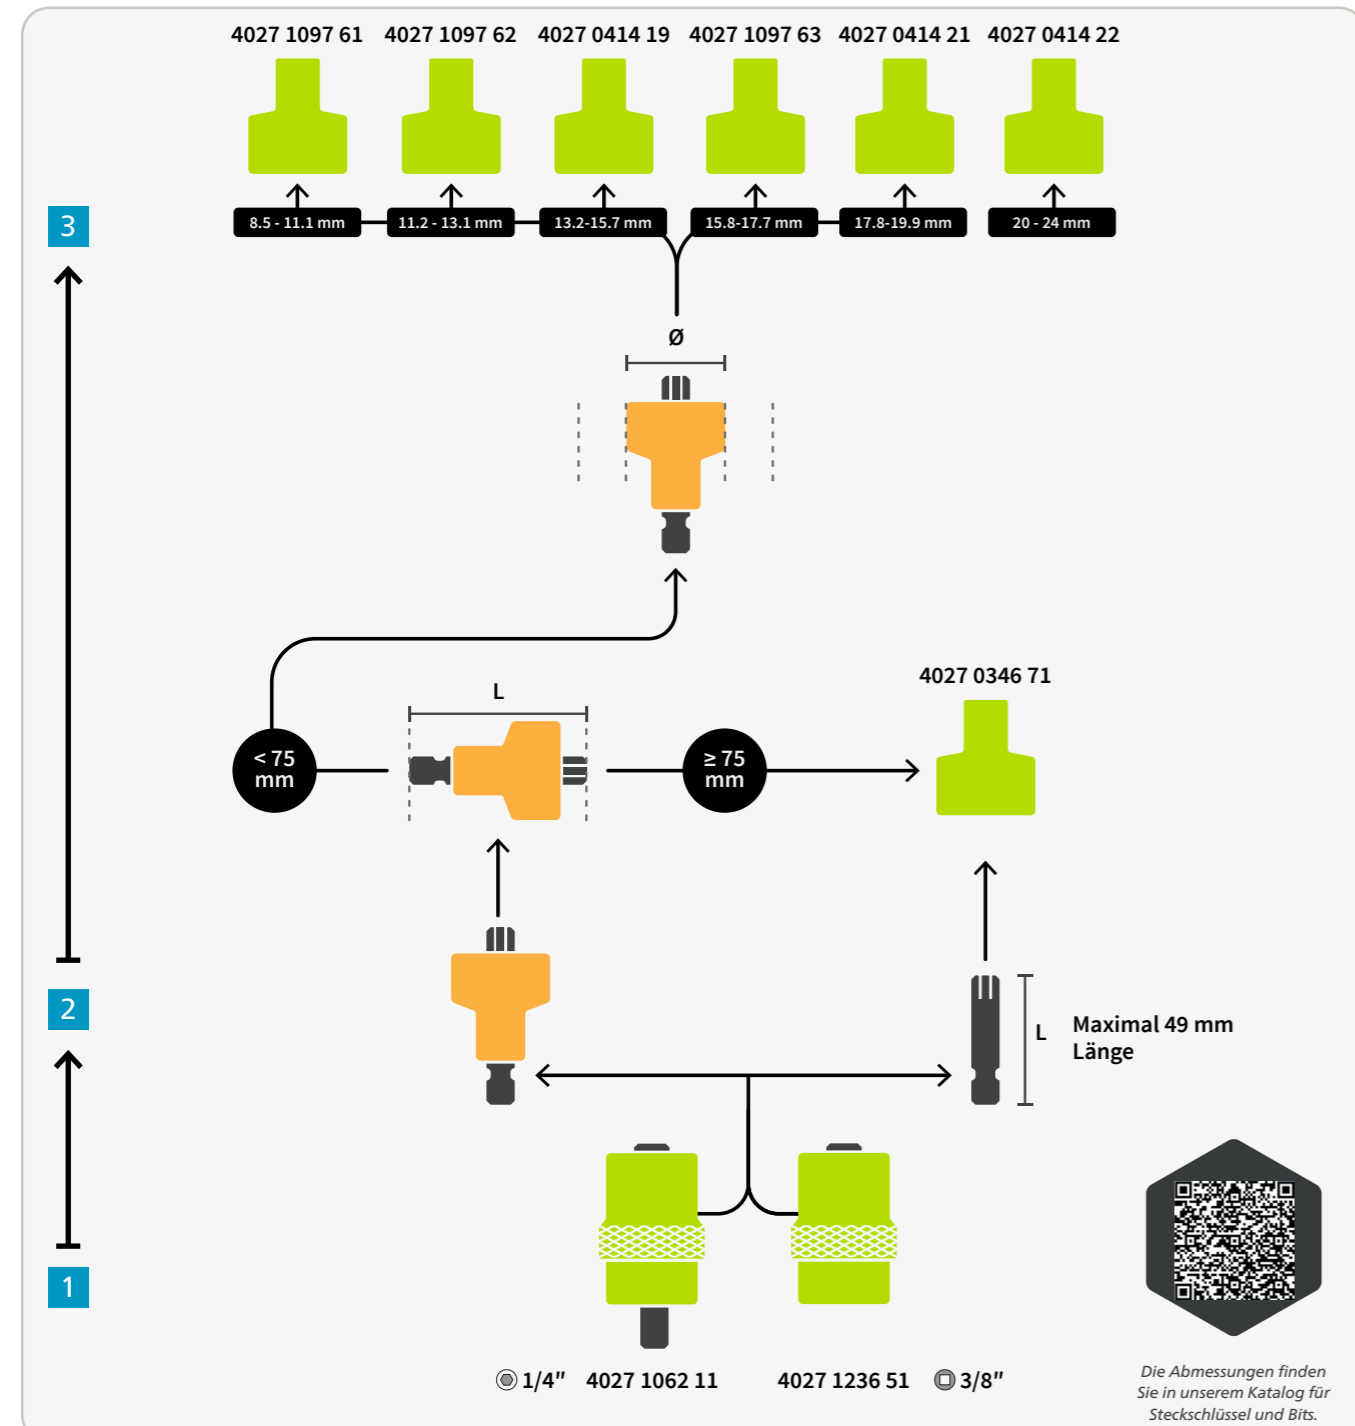 4027 1097 61 4027 1097 62 4027 0414 19 4027 1097 63 4027 0414 21 4027 0414 22
3
8.5 - 11.1 mm 11.2 - 13.1 mm 13.2-15.7 mm 15.8-17.7 mm 17.8-19.9 mm 20 - 24 mm
Ø
4027 0346 71
L
< 75
mm
≥ 75
mm
2
L
Maximal 49 mm
Länge
1
1/4" 4027 1062 11 4027 1236 51 3/8"
Die Abmessungen finden
Sie in unserem Katalog für
Steckschlüssel und Bits.